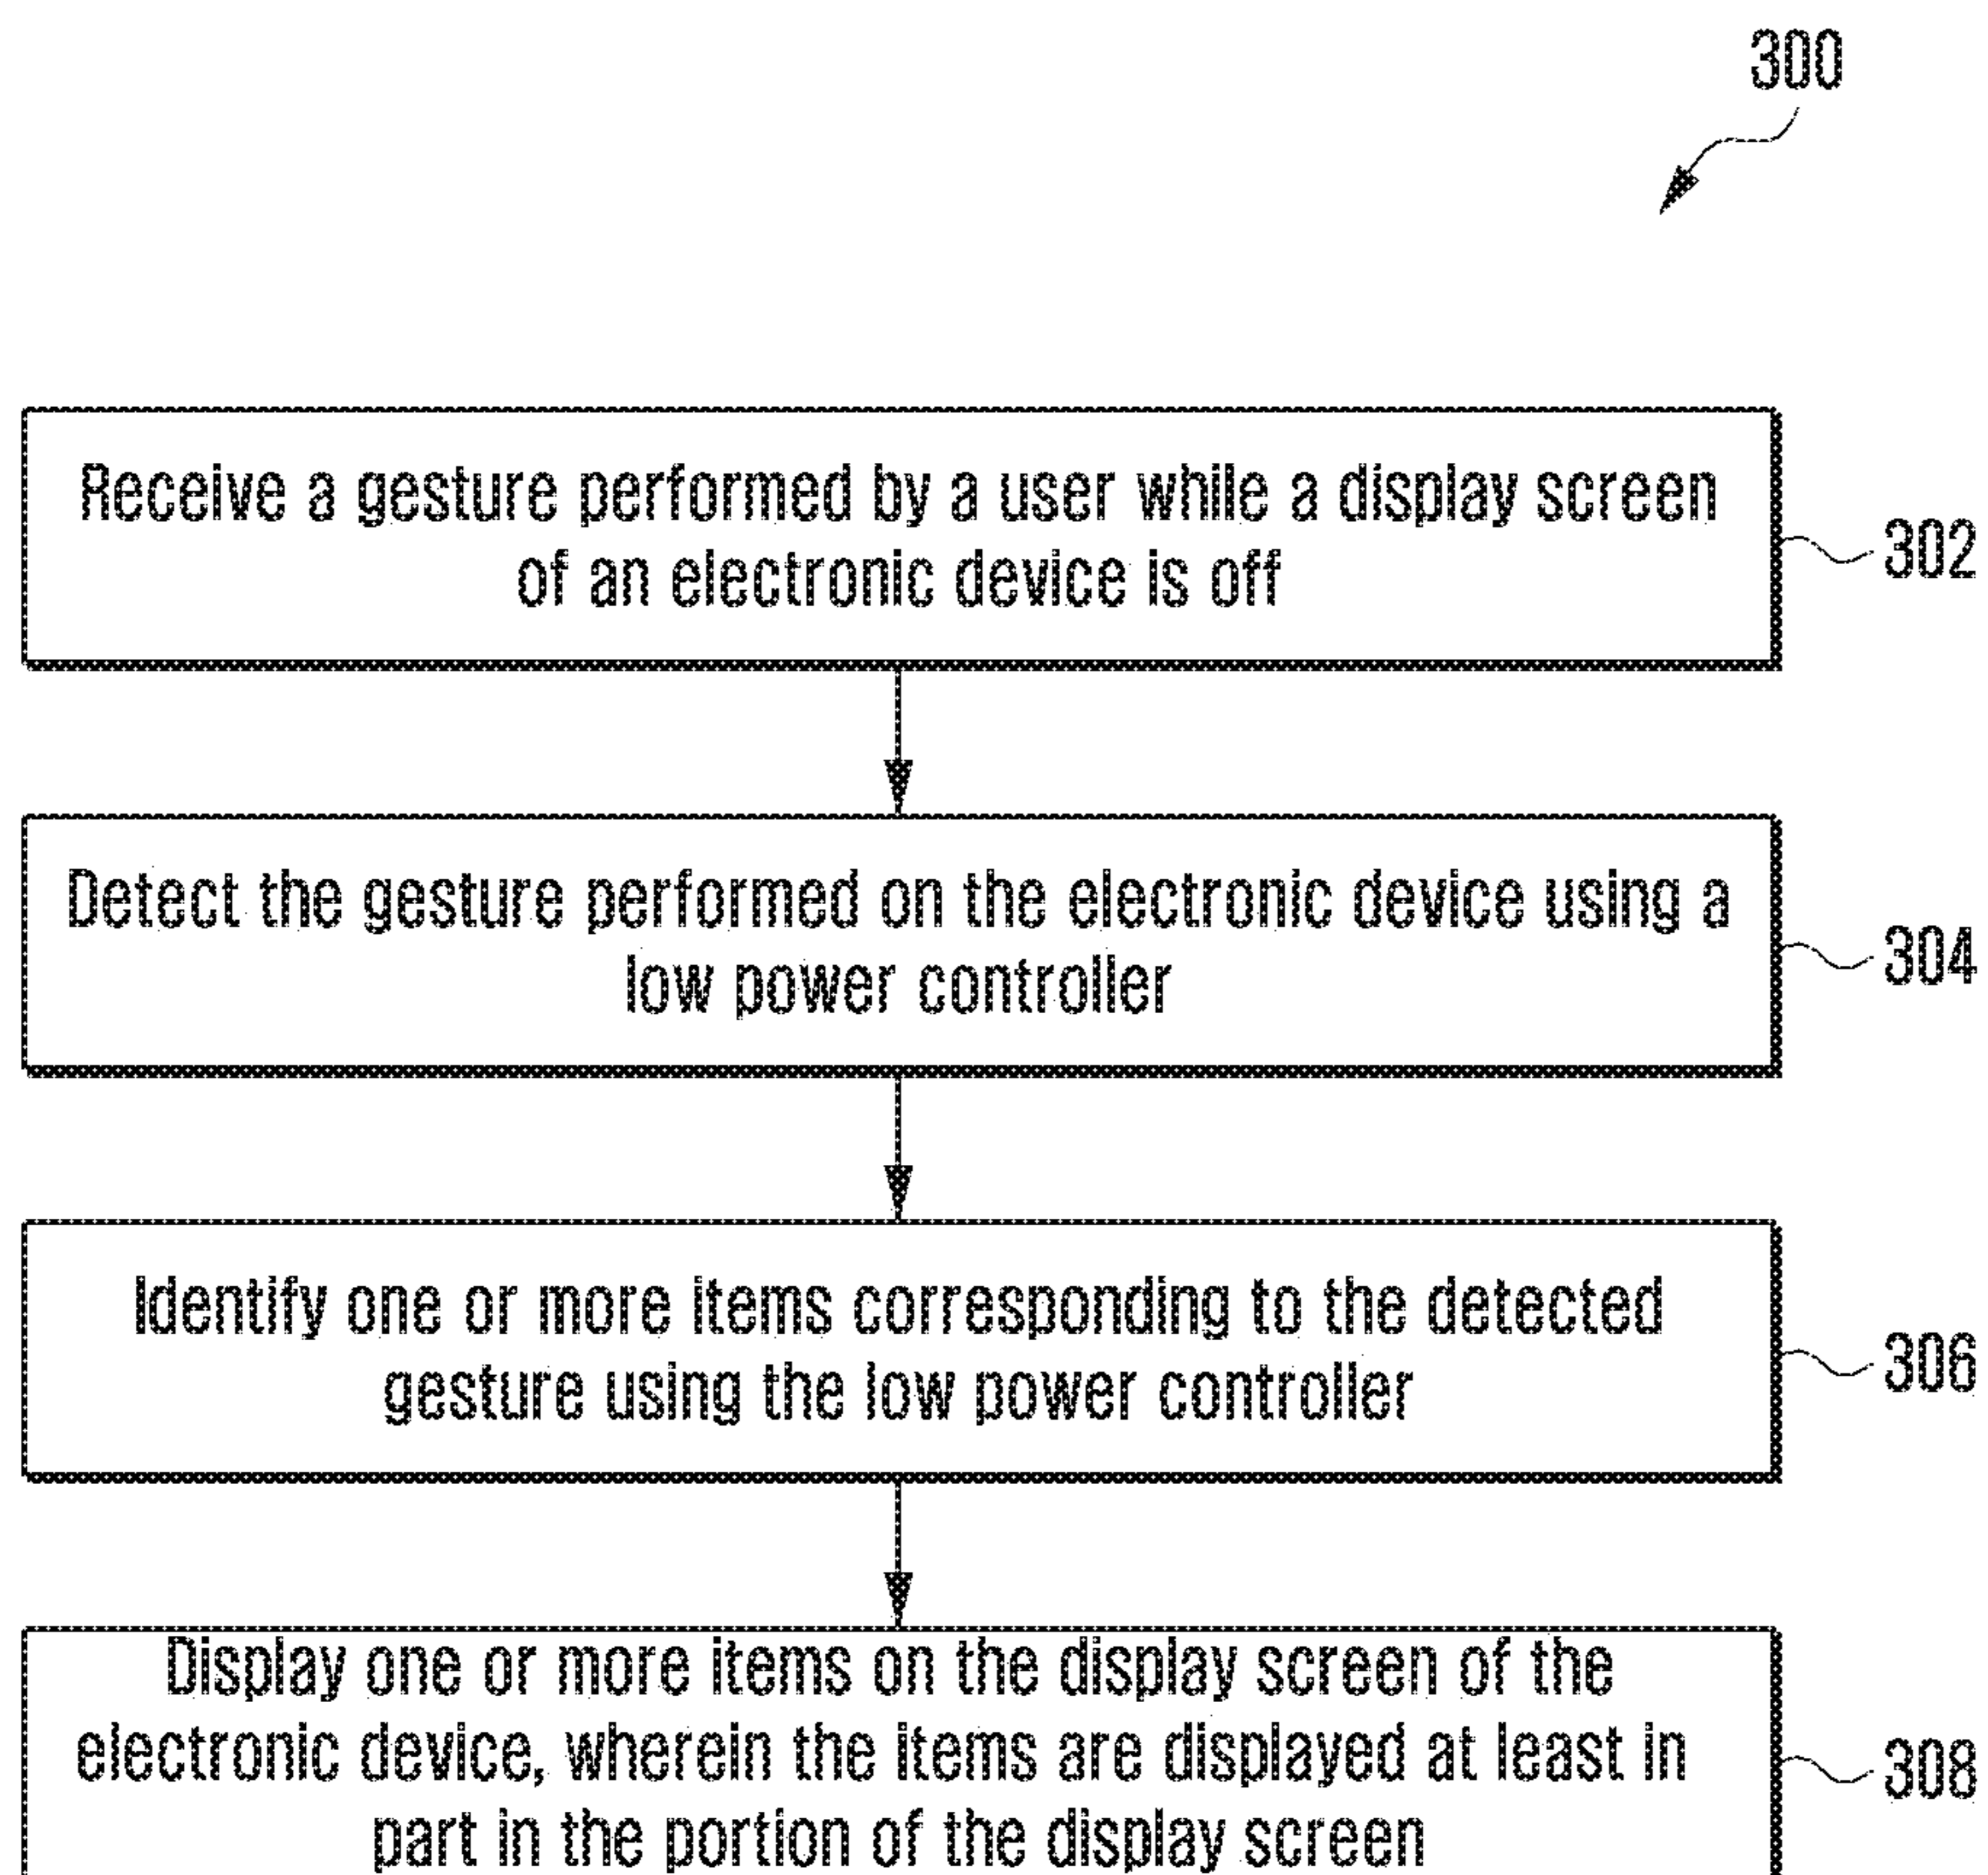 300
Receive a gesture performed by a user while a display screen
of an electronic device is off
302
Detect the gesture performed on the electronic device using a
low power controller
304
Identify one or more items corresponding to the detected
gesture using the low power controller
306
Display one or more items on the display screen of the
electronic device, wherein the items are displayed at least in
part in the portion of the display screen
308